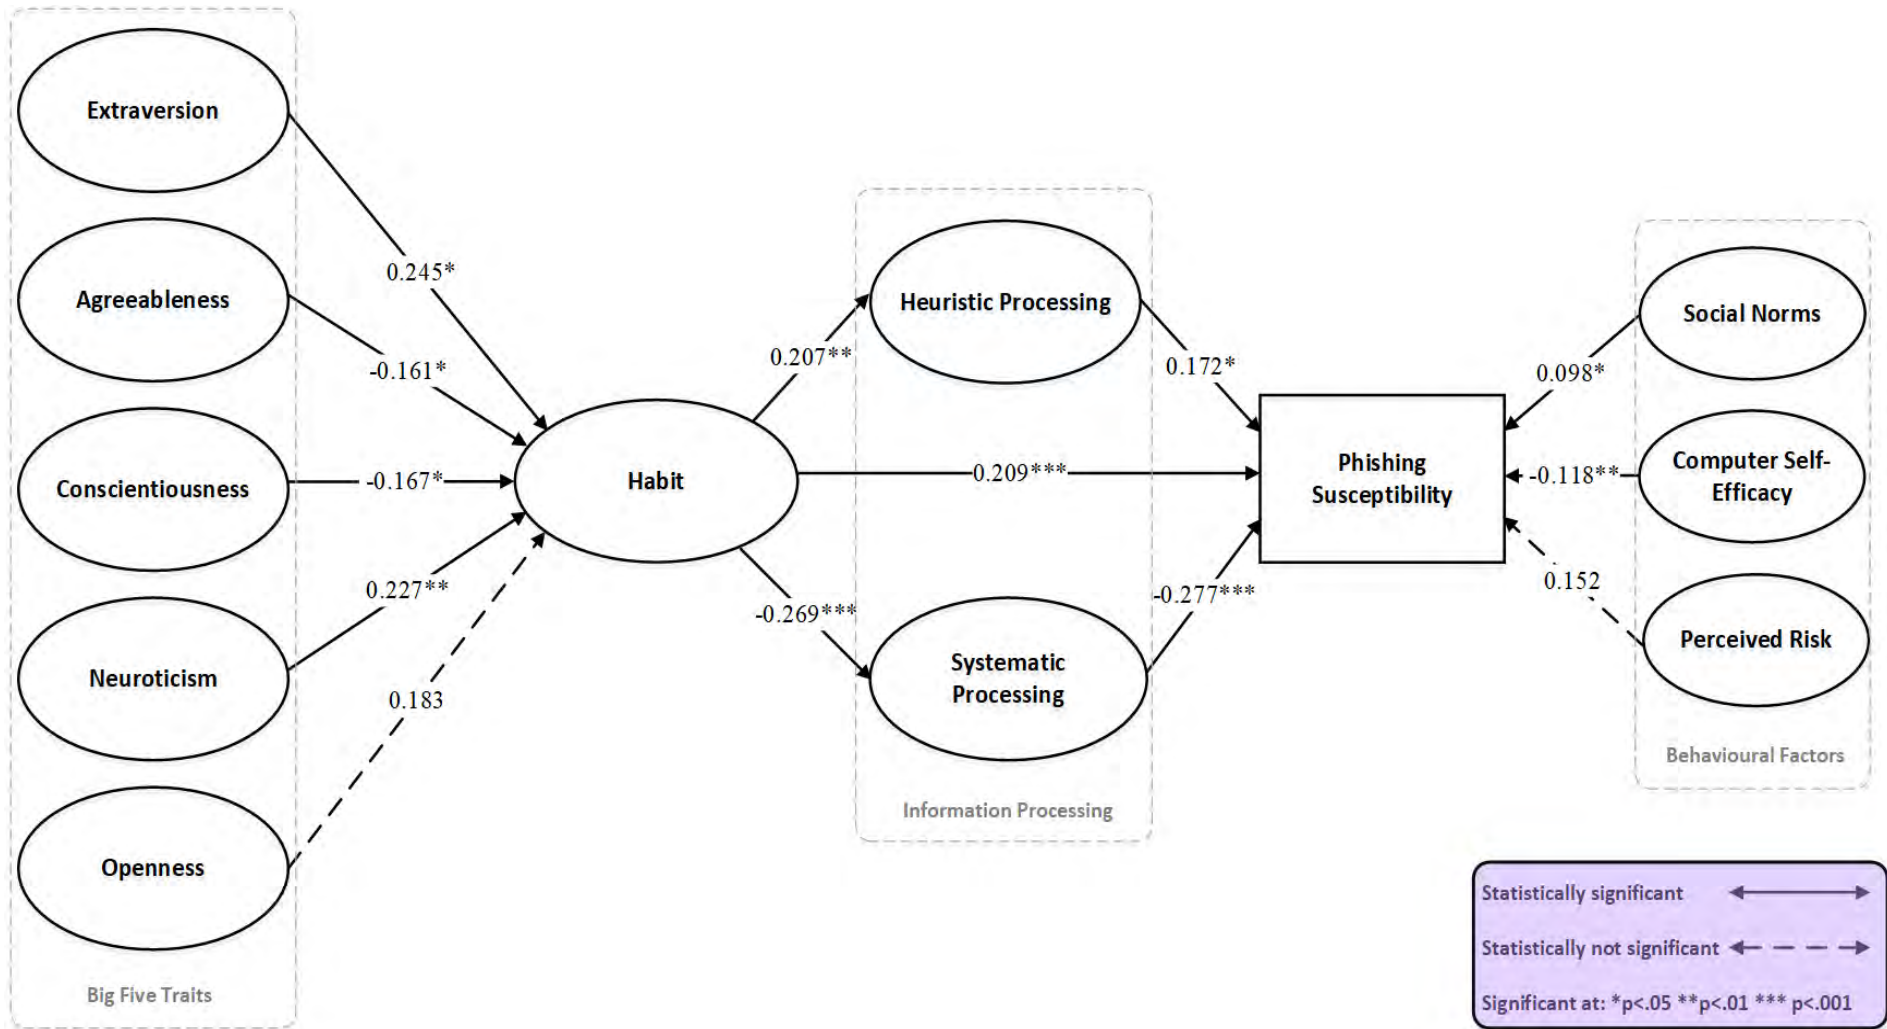 Extraversion
Agreeableness
Conscientiousness
Neuroticism
Openness
Big Five Traits
0.245*
-0.161*
-0.167*
0.227**
0.183
Habit
0.207**
0.209***
-0.269***
Heuristic Processing
Systematic
Processing
Information Processing
0.172*
-0.277***
Phishing
Susceptibility
0.098*
-0.118**
0.152
Social Norms
Computer Self-
Efficacy
Perceived Risk
Behavioural Factors
Statistically significant
Statistically not significant
Significant at: *p<.05 **p<.01 *** p<.001